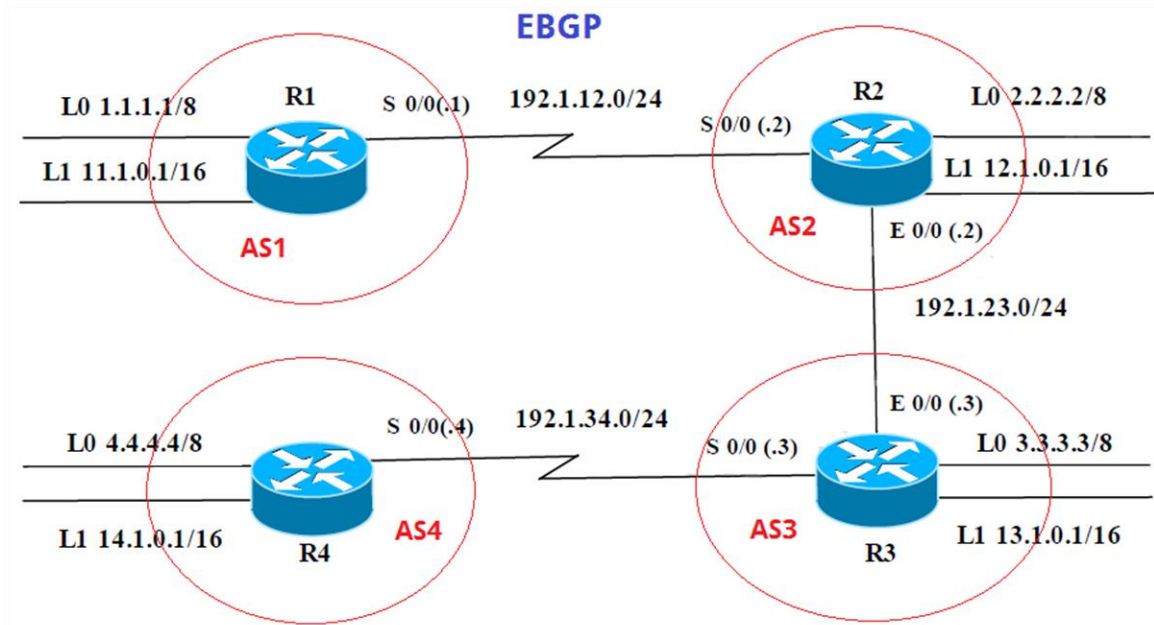 EBGP
L0 1.1.1.1/8
R1
S 0/0(.1)
192.1.12.0/24
R2
L0 2.2.2.2/8
S 0/0 (.2)
L1 11.1.0.1/16
L1 12.1.0.1/16
AS1
AS2
E 0/0 (.2)
192.1.23.0/24
L0 4.4.4.4/8
S 0/0(.4)
192.1.34.0/24
E 0/0 (.3)
S 0/0 (.3)
L0 3.3.3.3/8
L1 14.1.0.1/16
R4
AS4
AS3
R3
L1 13.1.0.1/16